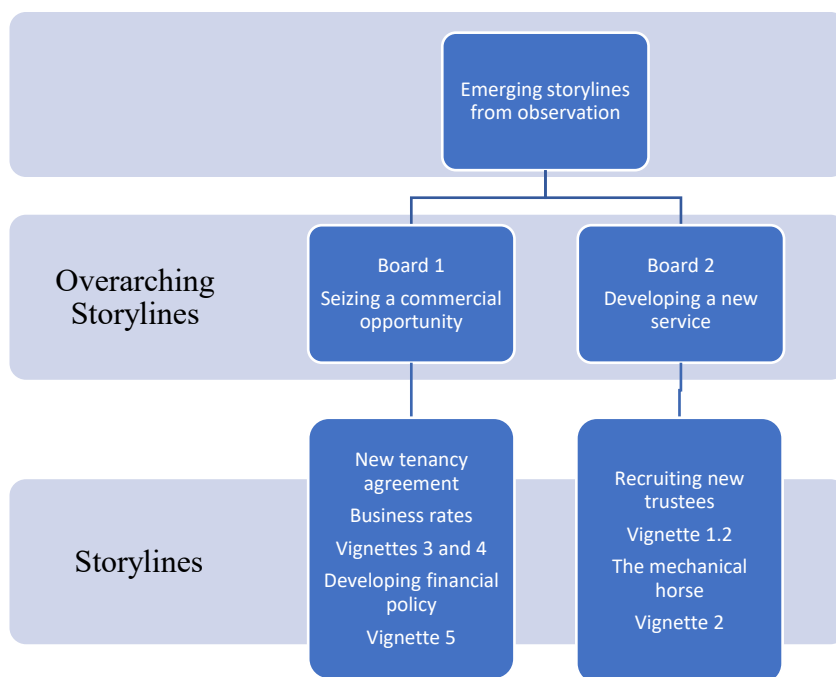 Emerging storylines
from observation
Overarching
Storylines
Board 1
Seizing a commercial
opportunity
Board 2
Developing a new
service
Storylines
New tenancy
agreement
Business rates
Vignettes 3 and 4
Developing financial
policy
Vignette 5
Recruiting new
trustees
Vignette 1.2
The mechanical
horse
Vignette 2